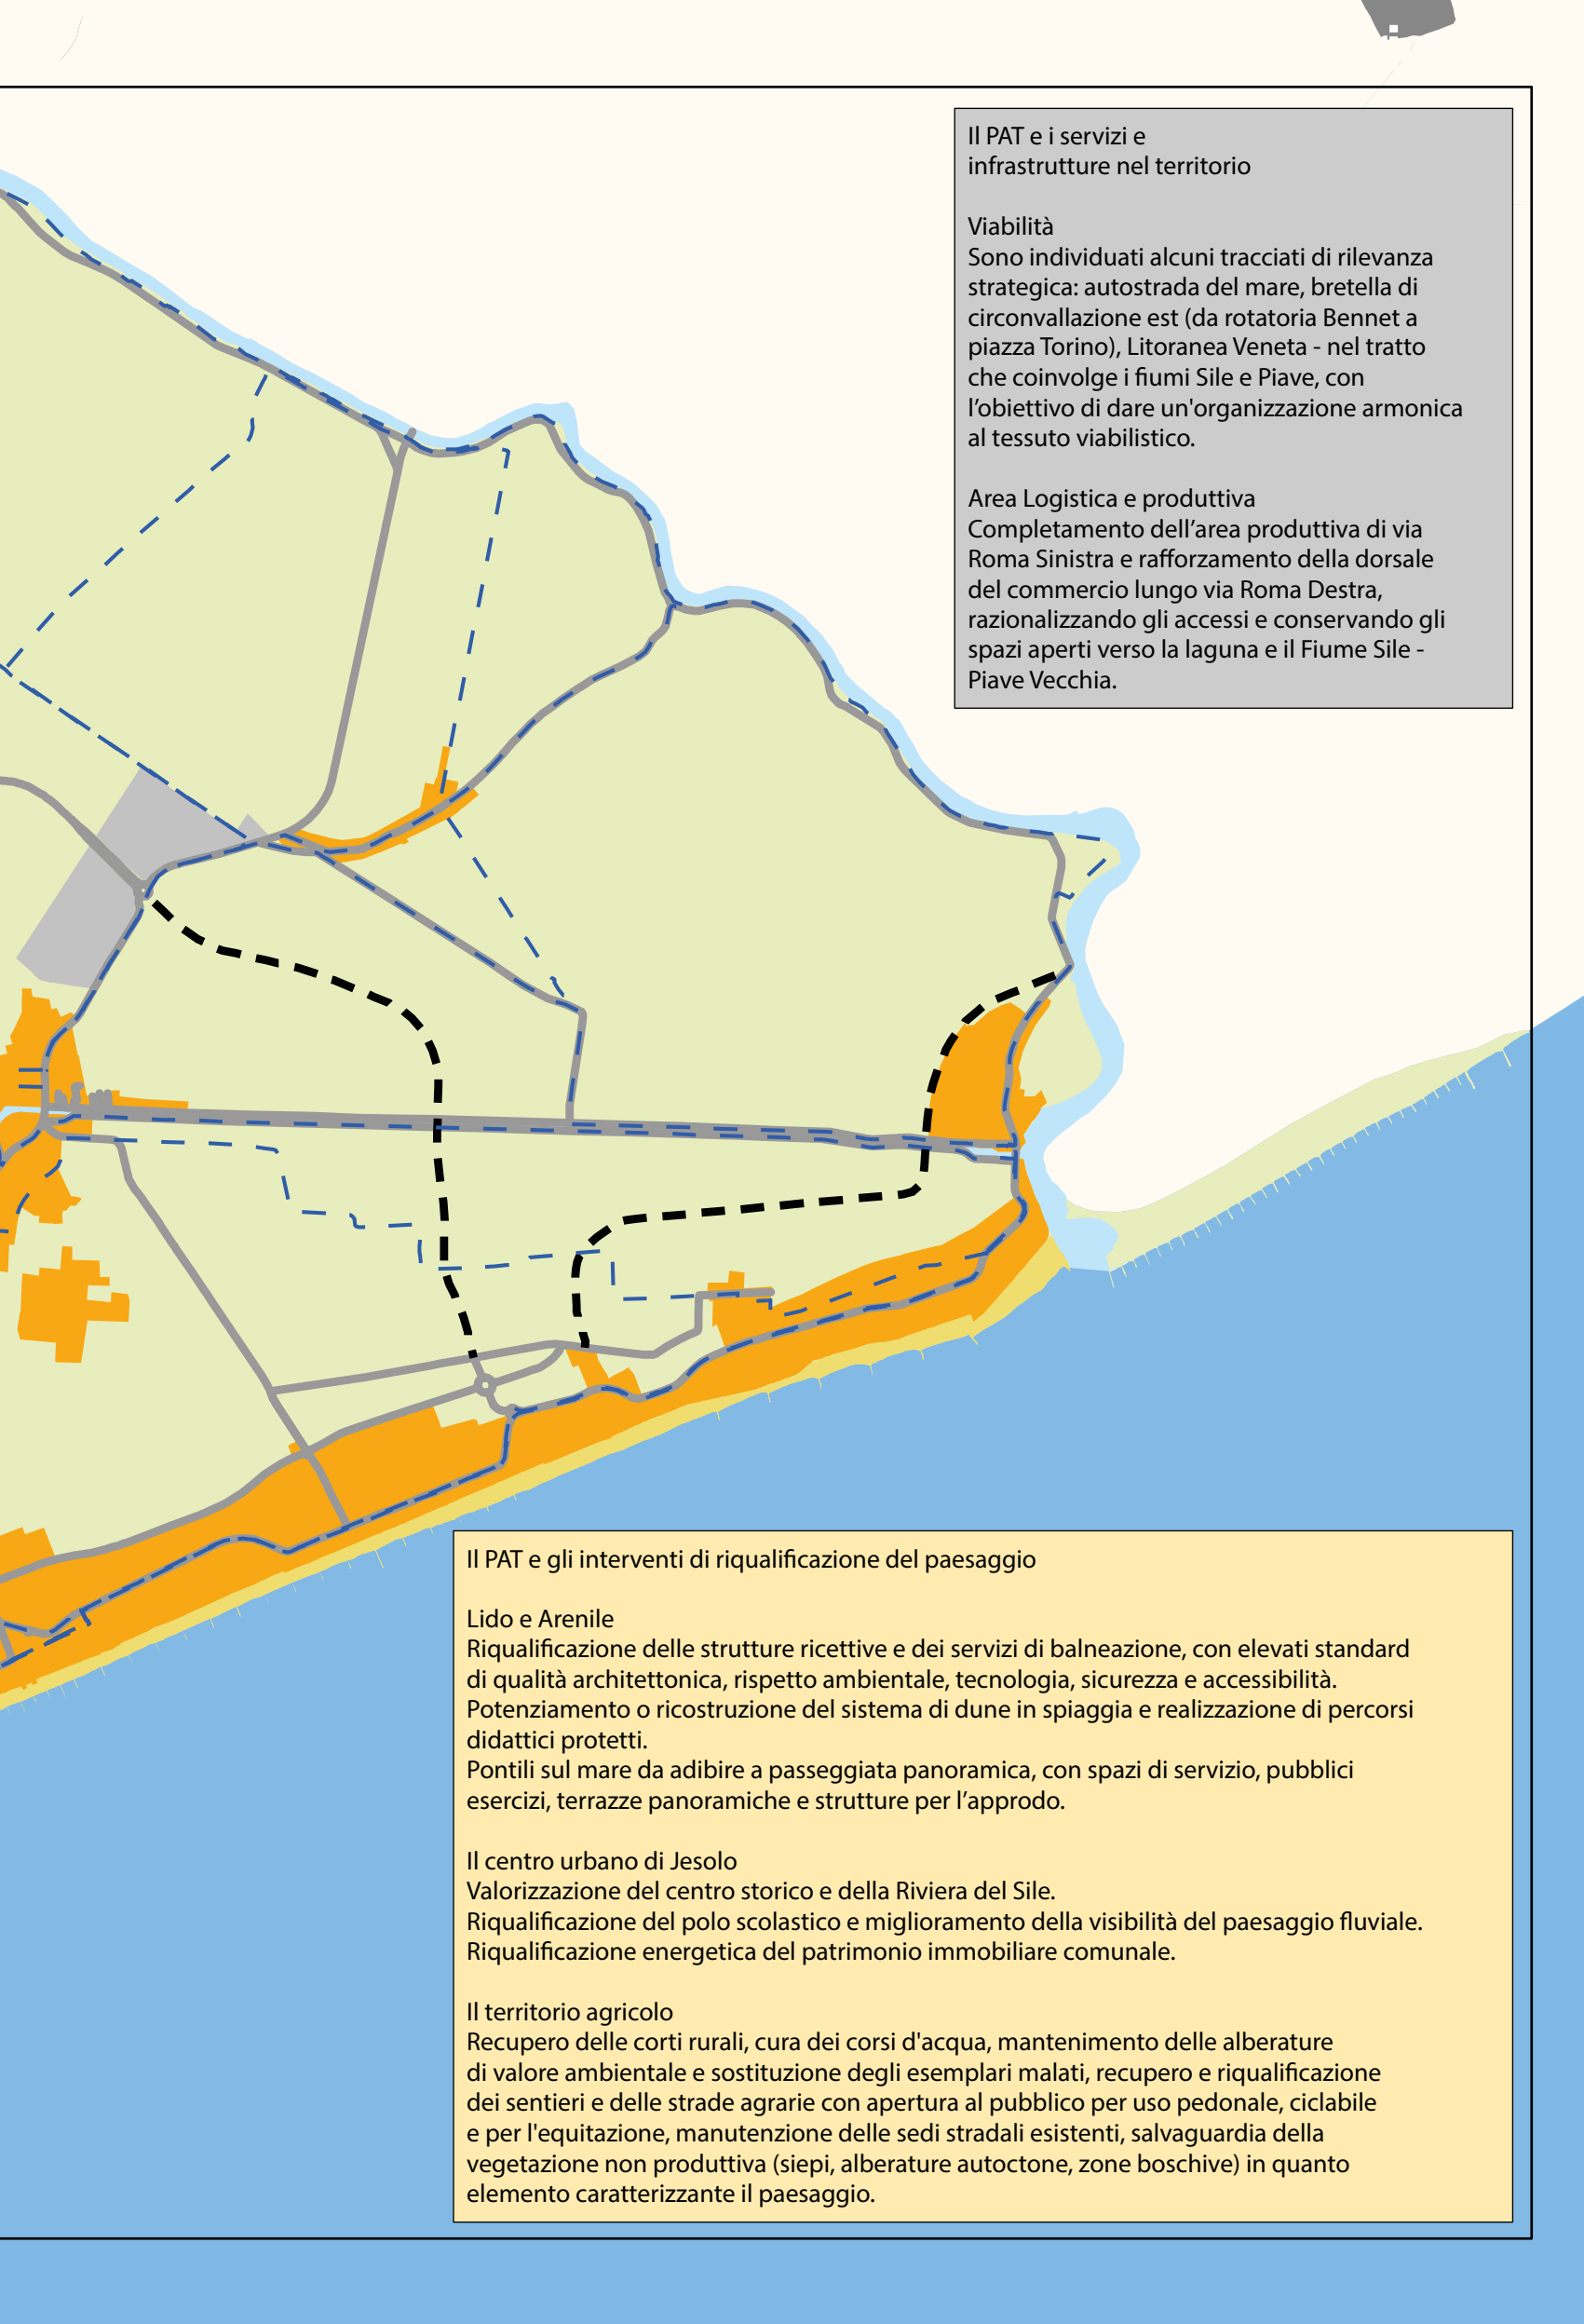 Il PAT e i servizi e
infrastrutture nel territorio
Viabilità
Sono individuati alcuni tracciati di rilevanza
strategica: autostrada del mare, bretella di
circonvallazione est (da rotatoria Bennet a
piazza Torino), Litoranea Veneta - nel tratto
che coinvolge i fiumi Sile e Piave, con
l’obiettivo di dare un'organizzazione armonica
al tessuto viabilistico.
Area Logistica e produttiva
Completamento dell’area produttiva di via
Roma Sinistra e rafforzamento della dorsale
del commercio lungo via Roma Destra,
razionalizzando gli accessi e conservando gli
spazi aperti verso la laguna e il Fiume Sile -
Piave Vecchia.
Il PAT e gli interventi di riqualificazione del paesaggio
Lido e Arenile
Riqualificazione delle strutture ricettive e dei servizi di balneazione, con elevati standard
di qualità architettonica, rispetto ambientale, tecnologia, sicurezza e accessibilità.
Potenziamento o ricostruzione del sistema di dune in spiaggia e realizzazione di percorsi
didattici protetti.
Pontili sul mare da adibire a passeggiata panoramica, con spazi di servizio, pubblici
esercizi, terrazze panoramiche e strutture per l’approdo.
Il centro urbano di Jesolo
Valorizzazione del centro storico e della Riviera del Sile.
Riqualificazione del polo scolastico e miglioramento della visibilità del paesaggio fluviale.
Riqualificazione energetica del patrimonio immobiliare comunale.
Il territorio agricolo
Recupero delle corti rurali, cura dei corsi d'acqua, mantenimento delle alberature
di valore ambientale e sostituzione degli esemplari malati, recupero e riqualificazione
dei sentieri e delle strade agrarie con apertura al pubblico per uso pedonale, ciclabile
e per l'equitazione, manutenzione delle sedi stradali esistenti, salvaguardia della
vegetazione non produttiva (siepi, alberature autoctone, zone boschive) in quanto
elemento caratterizzante il paesaggio.